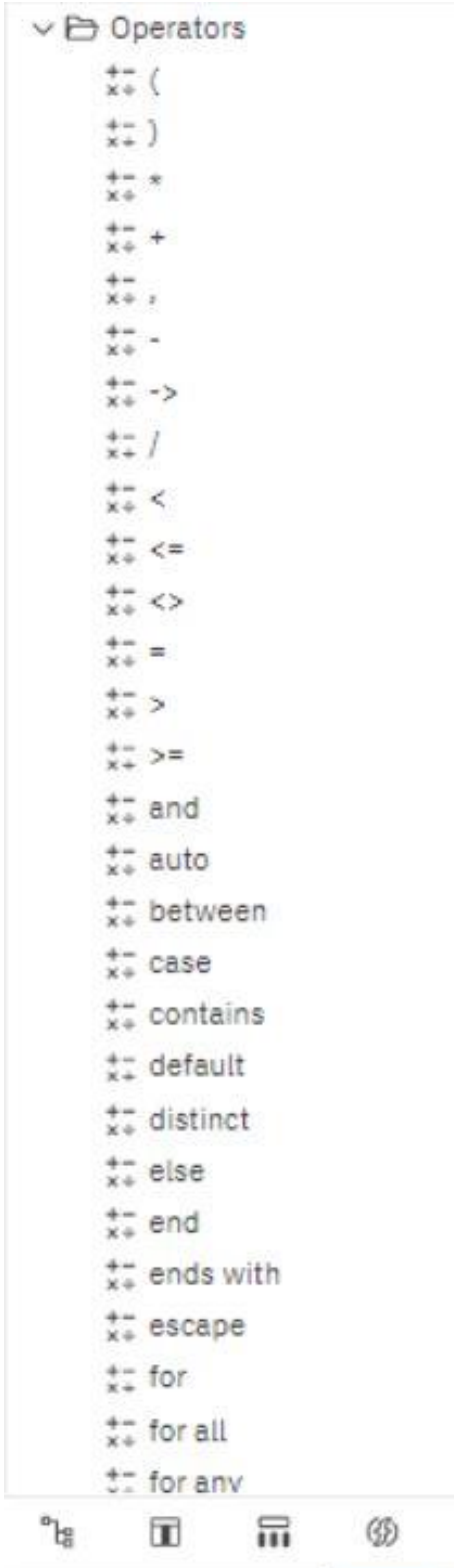 Operators
(
)
*
+
,
-
->
/
<
<=
<>
=
>
>=
and
auto
between
case
contains
default
distinct
else
end
ends with
escape
for
for all
for any